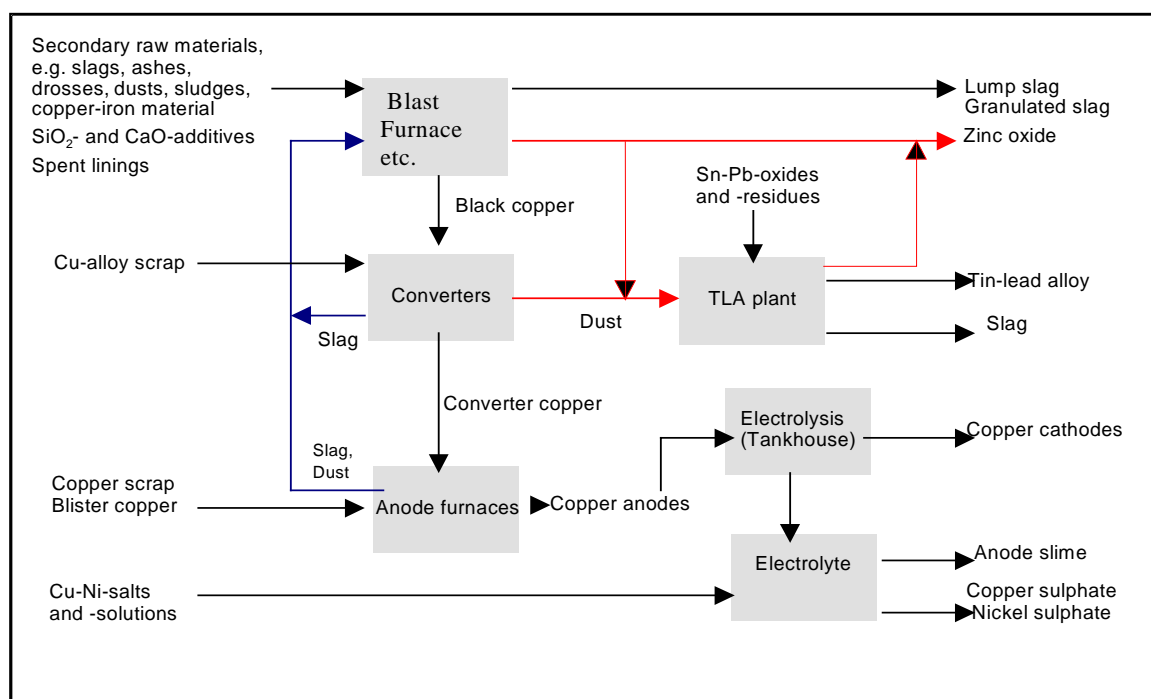 Secondary raw materials,
e.g. slags, ashes,
drosses, dusts, sludges,
copper-iron material
SiO₂- and CaO-additives
Spent linings
Blast
Furnace
etc.
Lump slag
Granulated slag
Zinc oxide
Sn-Pb-oxides
and -residues
Black copper
Cu-alloy scrap
Converters
Dust
TLA plant
Tin-lead alloy
Slag
Slag
Converter copper
Electrolysis
(Tankhouse)
Copper cathodes
Slag,
Dust
Copper scrap
Blister copper
Anode furnaces
Copper anodes
Electrolyte
Anode slime
Cu-Ni-salts
and -solutions
Copper sulphate
Nickel sulphate